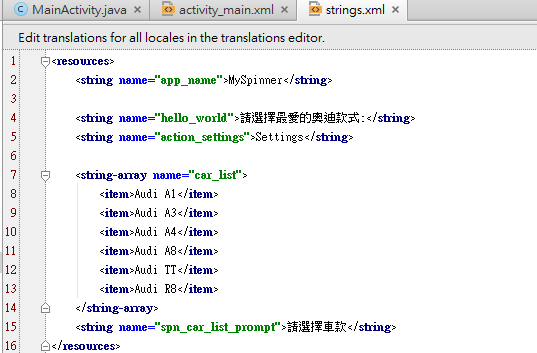 MainActivity.java × activity_main.xml × strings.xml ×
Edit translations for all locales in the translations editor.
1 <resources>
2 <string name="app_name">MySpinner</string>
3
4 <string name="hello_world">請選擇最愛的奧迪款式:</string>
5 <string name="action_settings">Settings</string>
6
7 <string-array name="car_list">
8 <item>Audi A1</item>
9 <item>Audi A3</item>
10 <item>Audi A4</item>
11 <item>Audi A8</item>
12 <item>Audi TT</item>
13 <item>Audi R8</item>
14 </string-array>
15 <string name="spn_car_list_prompt">請選擇車款</string>
16 </resources>